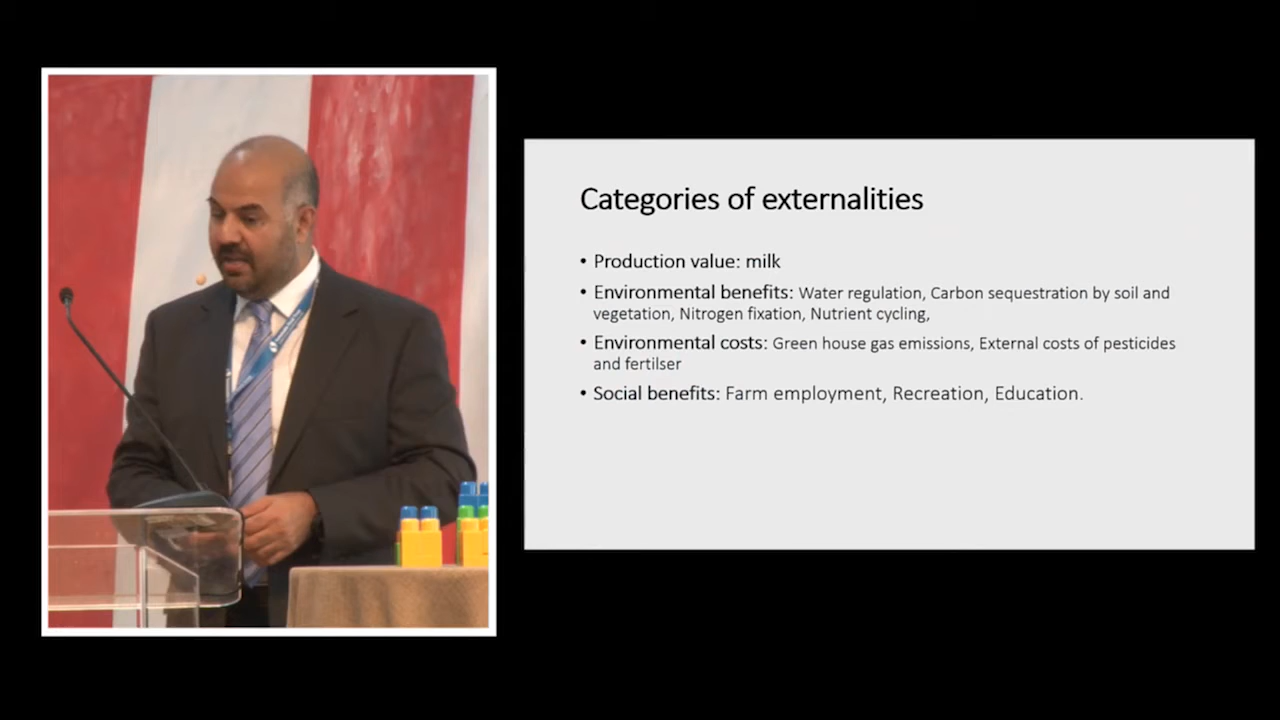 Categories of externalities
• Production value: milk
• Environmental benefits: Water regulation, Carbon sequestration by soil and
vegetation, Nitrogen fixation, Nutrient cycling,
• Environmental costs: Green house gas emissions, External costs of pesticides
and fertilser
• Social benefits: Farm employment, Recreation, Education.